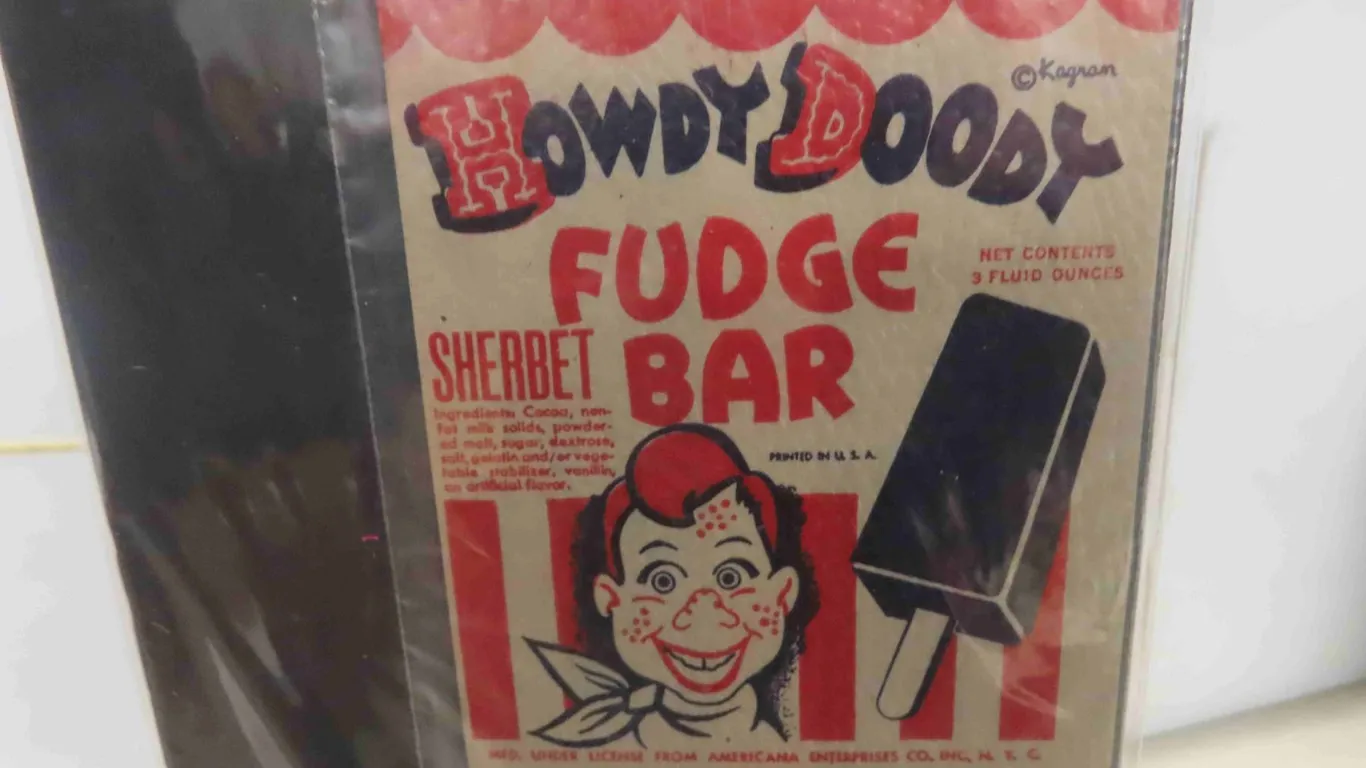 ©Kagran
HOWDY DOODY
FUDGE
BAR
NET CONTENTS
3 FLUID OUNCES
SHERBET
Ingredients: Cocoa, non-
fat milk solids, powder-
ed malt, sugar, dextrose,
salt, gelatin and/or vege-
table stabilizer, vanillin,
an artificial flavor.
PRINTED IN U. S. A.
MFD. UNDER LICENSE FROM AMERICANA ENTERPRISES CO. INC, N. Y. C.